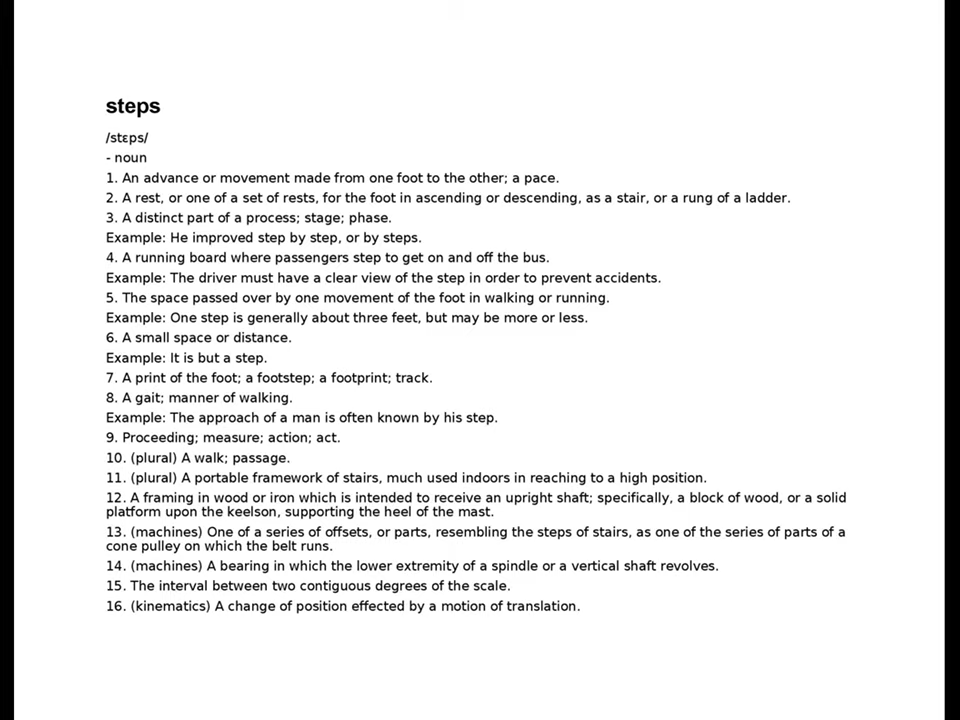 steps
/stɛps/
- noun
1. An advance or movement made from one foot to the other; a pace.
2. A rest, or one of a set of rests, for the foot in ascending or descending, as a stair, or a rung of a ladder.
3. A distinct part of a process; stage; phase.
Example: He improved step by step, or by steps.
4. A running board where passengers step to get on and off the bus.
Example: The driver must have a clear view of the step in order to prevent accidents.
5. The space passed over by one movement of the foot in walking or running.
Example: One step is generally about three feet, but may be more or less.
6. A small space or distance.
Example: It is but a step.
7. A print of the foot; a footstep; a footprint; track.
8. A gait; manner of walking.
Example: The approach of a man is often known by his step.
9. Proceeding; measure; action; act.
10. (plural) A walk; passage.
11. (plural) A portable framework of stairs, much used indoors in reaching to a high position.
12. A framing in wood or iron which is intended to receive an upright shaft; specifically, a block of wood, or a solid
platform upon the keelson, supporting the heel of the mast.
13. (machines) One of a series of offsets, or parts, resembling the steps of stairs, as one of the series of parts of a
cone pulley on which the belt runs.
14. (machines) A bearing in which the lower extremity of a spindle or a vertical shaft revolves.
15. The interval between two contiguous degrees of the scale.
16. (kinematics) A change of position effected by a motion of translation.